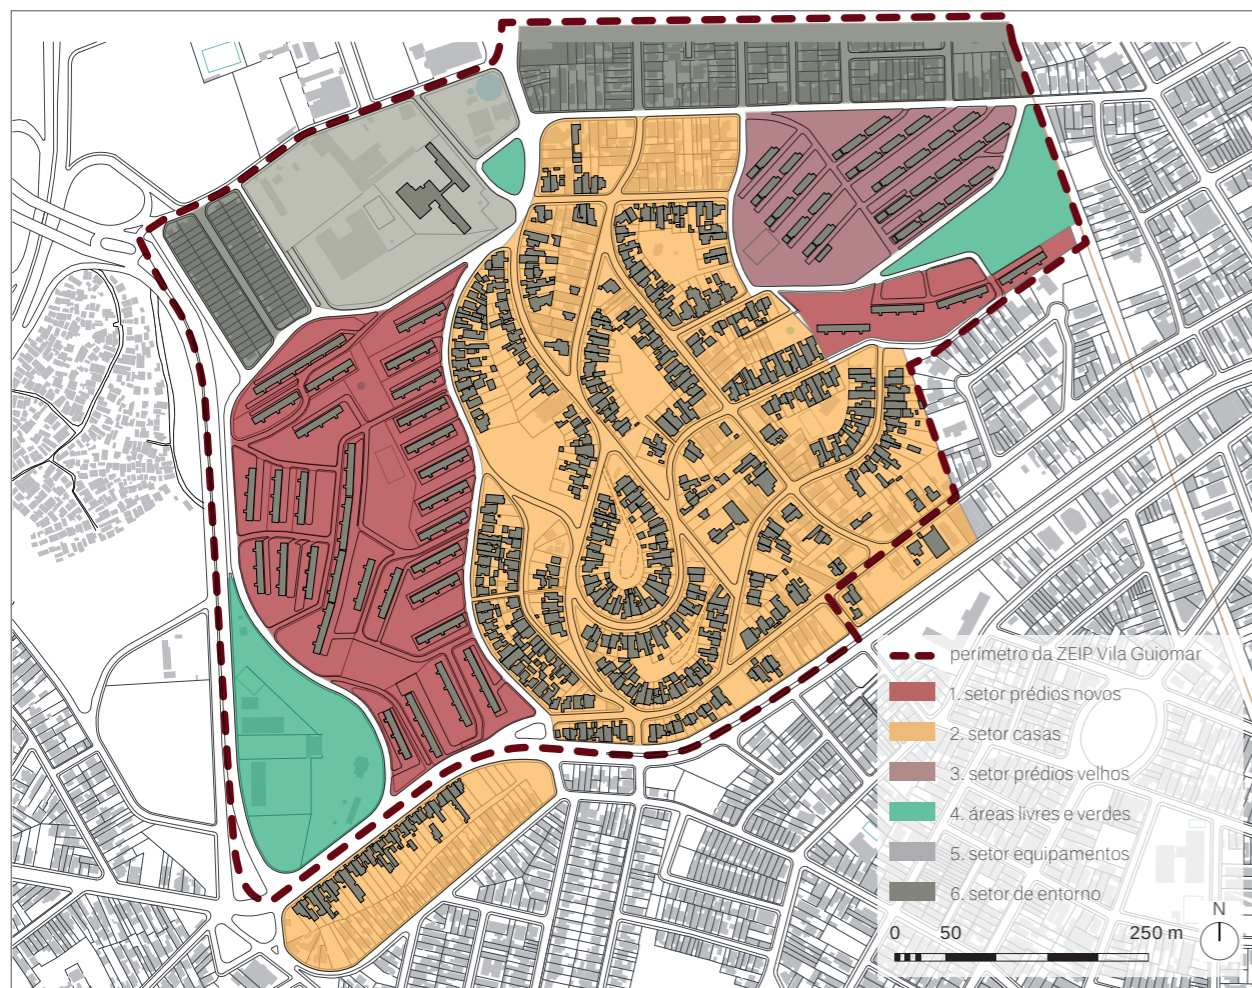 perímetro da ZEIP Vila Guiomar
1. setor prédios novos
2. setor casas
3. setor prédios velhos
4. áreas livres e verdes
5. setor equipamentos
6. setor de entorno
N
0 50 250 m